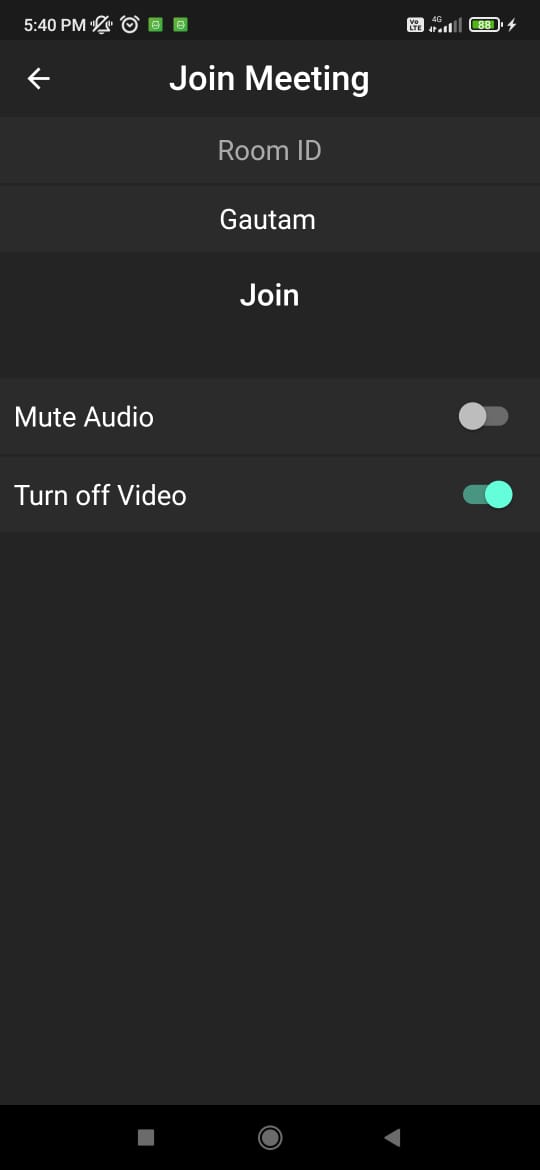 5:40 PM
Vo LTE 4G 88
Join Meeting
Room ID
Gautam
Join
Mute Audio
Turn off Video